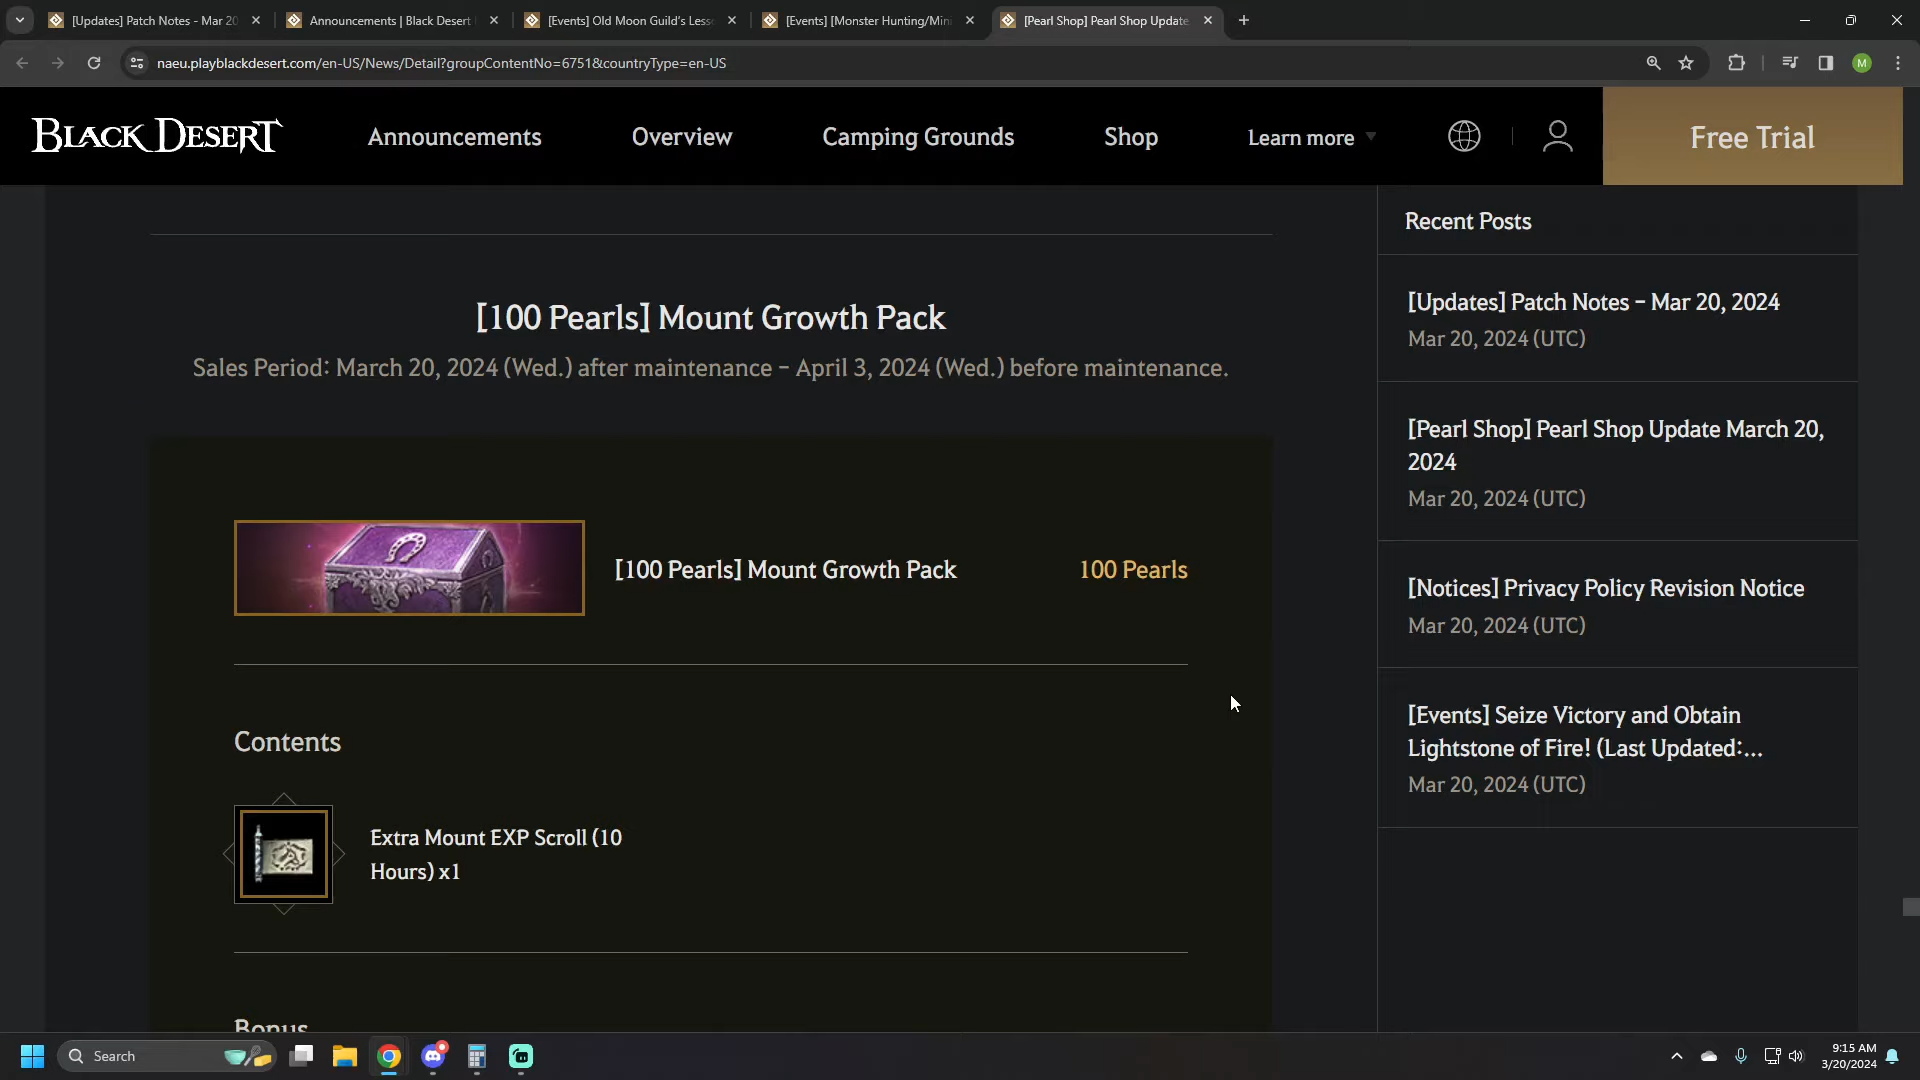 [Updates] Patch Notes - Mar 20
Announcements | Black Desert
[Events] Old Moon Guild's Less
[Events] [Monster Hunting/Min
[Pearl Shop] Pearl Shop Update
naeu.playblackdesert.com/en-US/News/Detail?groupContentNo=6751&countryType=en-US
M
BLACK DESERT
Announcements
Overview
Camping Grounds
Shop
Learn more
Free Trial
[100 Pearls] Mount Growth Pack
Sales Period: March 20, 2024 (Wed.) after maintenance – April 3, 2024 (Wed.) before maintenance.
[100 Pearls] Mount Growth Pack
100 Pearls
Contents
Extra Mount EXP Scroll (10
Hours) x1
Bonus
Recent Posts
[Updates] Patch Notes – Mar 20, 2024
Mar 20, 2024 (UTC)
[Pearl Shop] Pearl Shop Update March 20,
2024
Mar 20, 2024 (UTC)
[Notices] Privacy Policy Revision Notice
Mar 20, 2024 (UTC)
[Events] Seize Victory and Obtain
Lightstone of Fire! (Last Updated:...
Mar 20, 2024 (UTC)
Search
9:15 AM
3/20/2024